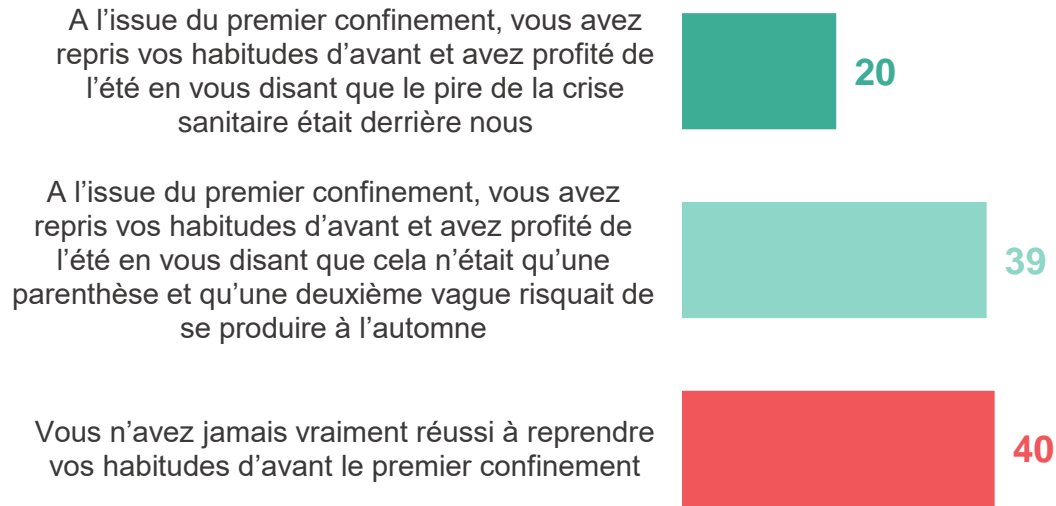 A l’issue du premier confinement, vous avez
repris vos habitudes d’avant et avez profité de
l’été en vous disant que le pire de la crise
sanitaire était derrière nous
20
A l’issue du premier confinement, vous avez
repris vos habitudes d’avant et avez profité de
l’été en vous disant que cela n’était qu’une
parenthèse et qu’une deuxième vague risquait de
se produire à l’automne
39
Vous n’avez jamais vraiment réussi à reprendre
vos habitudes d’avant le premier confinement
40